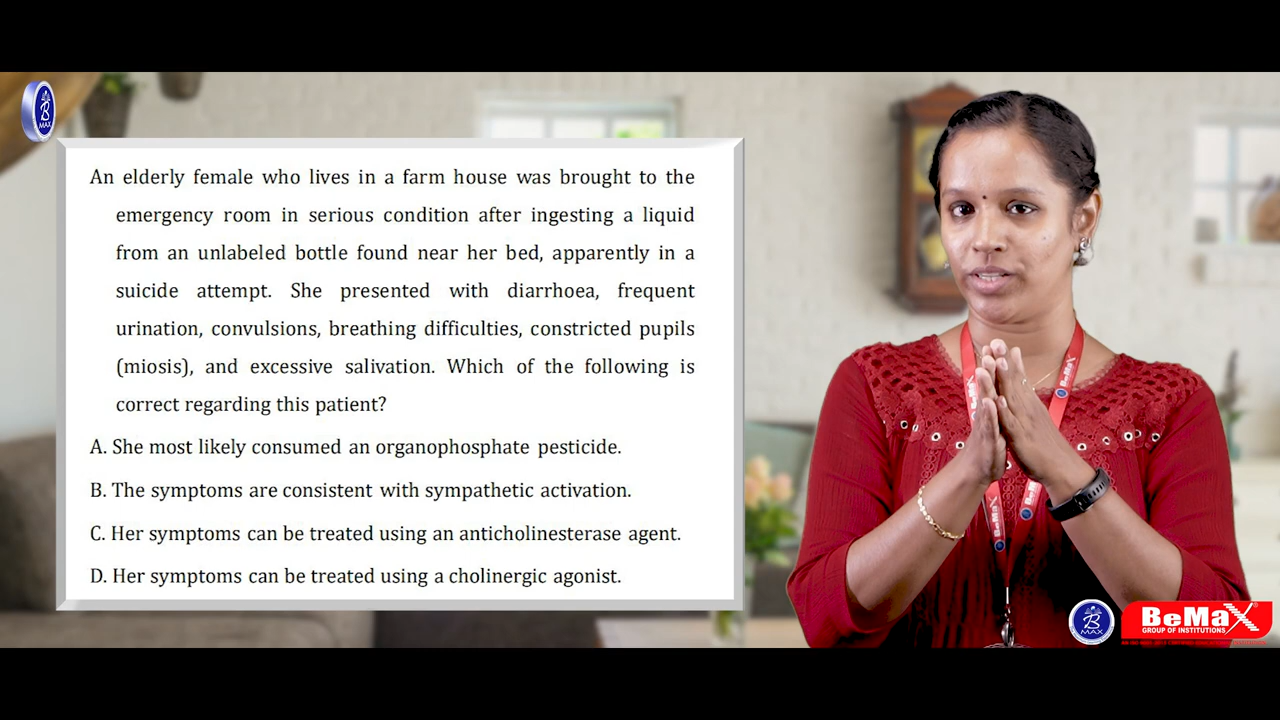 An elderly female who lives in a farm house was brought to the
emergency room in serious condition after ingesting a liquid
from an unlabeled bottle found near her bed, apparently in a
suicide attempt. She presented with diarrhoea, frequent
urination, convulsions, breathing difficulties, constricted pupils
(miosis), and excessive salivation. Which of the following is
correct regarding this patient?
A. She most likely consumed an organophosphate pesticide.
B. The symptoms are consistent with sympathetic activation.
C. Her symptoms can be treated using an anticholinesterase agent.
D. Her symptoms can be treated using a cholinergic agonist.
B
MAX
BeMaX
BeMaX
B
MAX
BeMaX
GROUP OF INSTITUTIONS